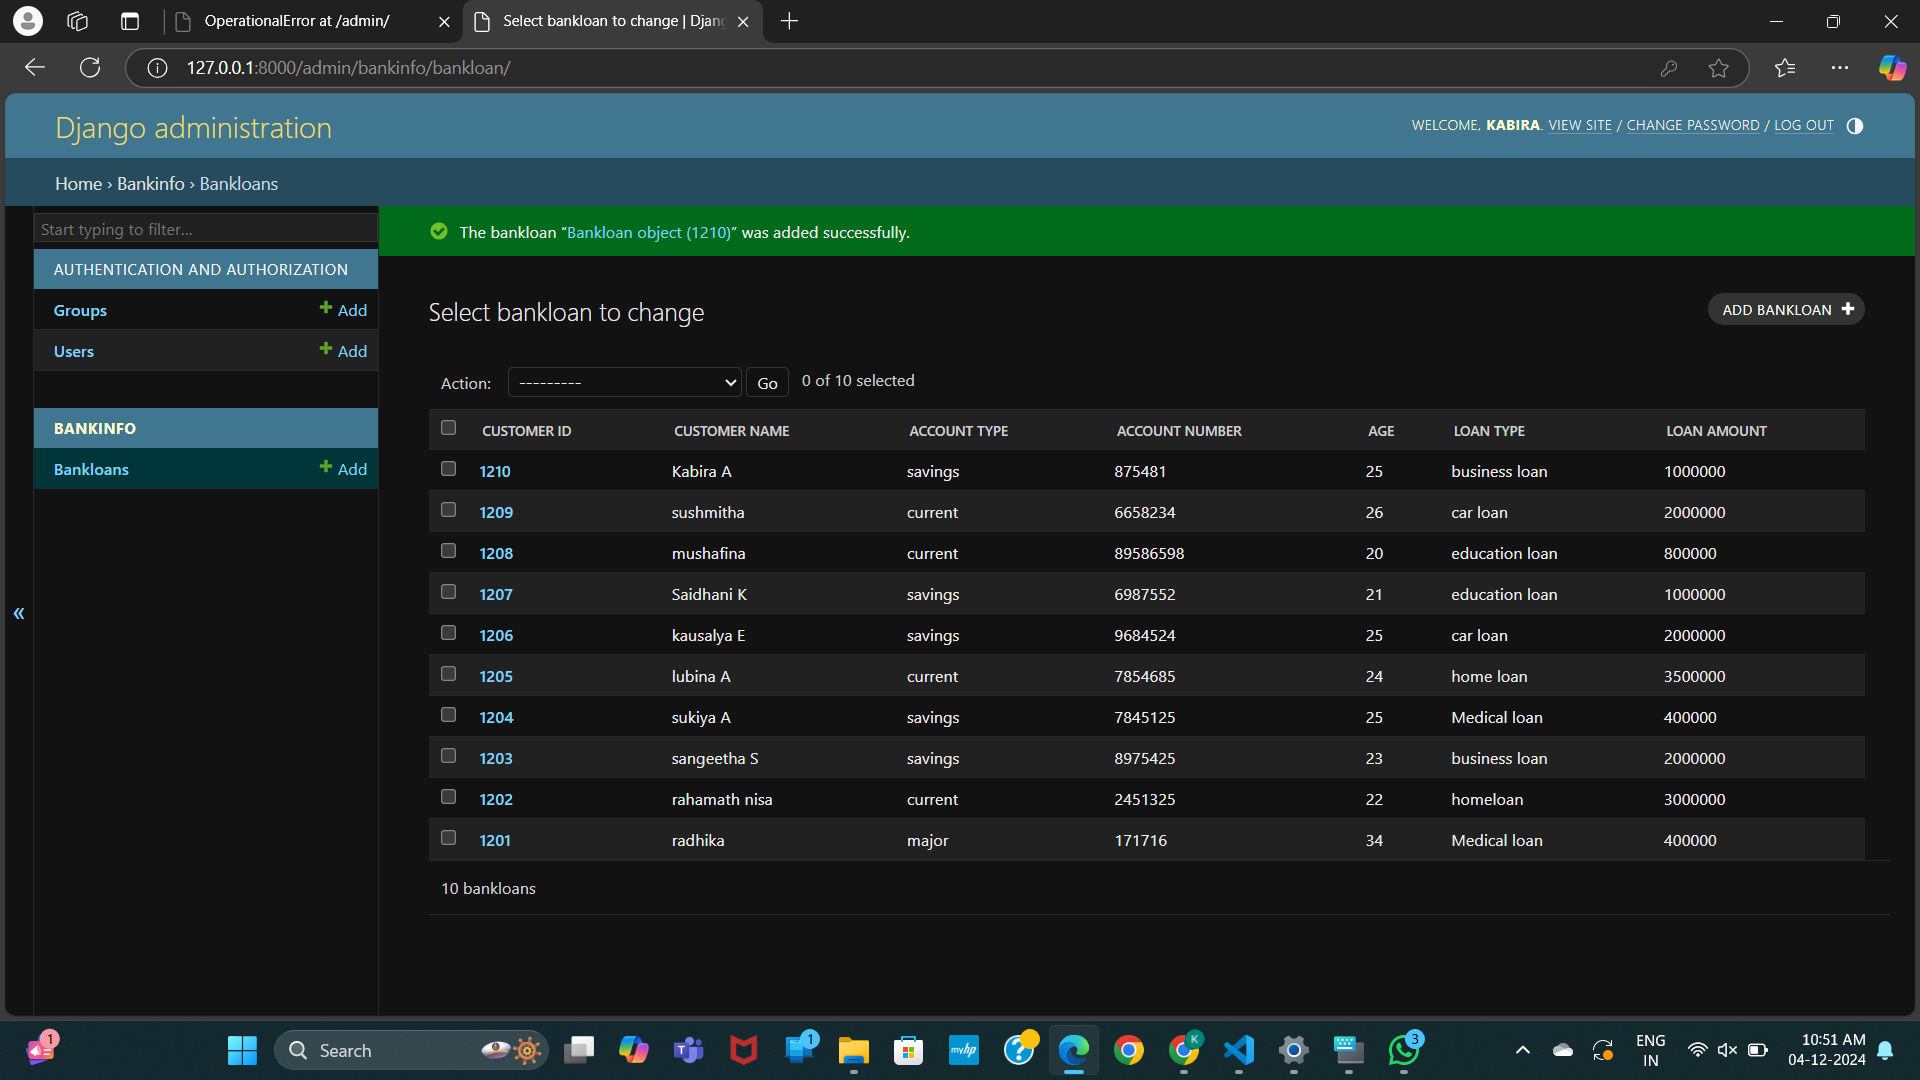 OperationalError at /admin/
Select bankloan to change | Djan
127.0.0.1:8000/admin/bankinfo/bankloan/
Django administration
WELCOME, KABIRA. VIEW SITE / CHANGE PASSWORD / LOG OUT
Home › Bankinfo › Bankloans
Start typing to filter...
The bankloan “Bankloan object (1210)” was added successfully.
AUTHENTICATION AND AUTHORIZATION
Groups Add
Users Add
BANKINFO
Bankloans Add
«
Select bankloan to change
ADD BANKLOAN
Action: --------- Go 0 of 10 selected
CUSTOMER ID CUSTOMER NAME ACCOUNT TYPE ACCOUNT NUMBER AGE LOAN TYPE LOAN AMOUNT
1210 Kabira A savings 875481 25 business loan 1000000
1209 sushmitha current 6658234 26 car loan 2000000
1208 mushafina current 89586598 20 education loan 800000
1207 Saidhani K savings 6987552 21 education loan 1000000
1206 kausalya E savings 9684524 25 car loan 2000000
1205 lubina A current 7854685 24 home loan 3500000
1204 sukiya A savings 7845125 25 Medical loan 400000
1203 sangeetha S savings 8975425 23 business loan 2000000
1202 rahamath nisa current 2451325 22 homeloan 3000000
1201 radhika major 171716 34 Medical loan 400000
10 bankloans
1
Search
1
myhp
K
3
ENG
IN
10:51 AM
04-12-2024